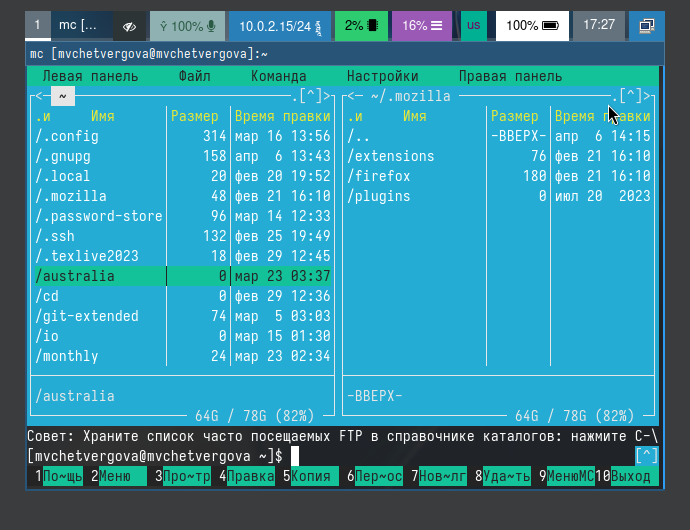 1 mc [... 100% 10.0.2.15/24 2% 16% us 100% 17:27
mc [mvchetvergova@mvchetvergova]:~
Левая панель Файл Команда Настройки Правая панель
<- ~ .[^]> <- ~/.mozilla .[^]>
.и Имя Размер Время правки .и Имя Размер Время правки
/.config 314 мар 16 13:56 /.. -ВВЕРХ- апр 6 14:15
/.gnupg 158 апр 6 13:43 /extensions 76 фев 21 16:10
/.local 20 фев 20 19:52 /firefox 180 фев 21 16:10
/.mozilla 48 фев 21 16:10 /plugins 0 июл 20 2023
/.password-store 96 мар 14 12:33
/.ssh 132 фев 25 19:49
/.texlive2023 18 фев 29 12:45
/australia 0 мар 23 03:37
/cd 0 фев 29 12:36
/git-extended 74 мар 5 03:03
/io 0 мар 15 01:30
/monthly 24 мар 23 02:34
/australia -ВВЕРХ-
64G / 78G (82%) 64G / 78G (82%)
Совет: Храните список часто посещаемых FTP в справочнике каталогов: нажмите C-\
[mvchetvergova@mvchetvergova ~]$ [^]
1По~щь 2Меню 3Про~тр 4Правка 5Копия 6Пер~ос 7Нов~лг 8Уда~ть 9МенюMC 10Выход